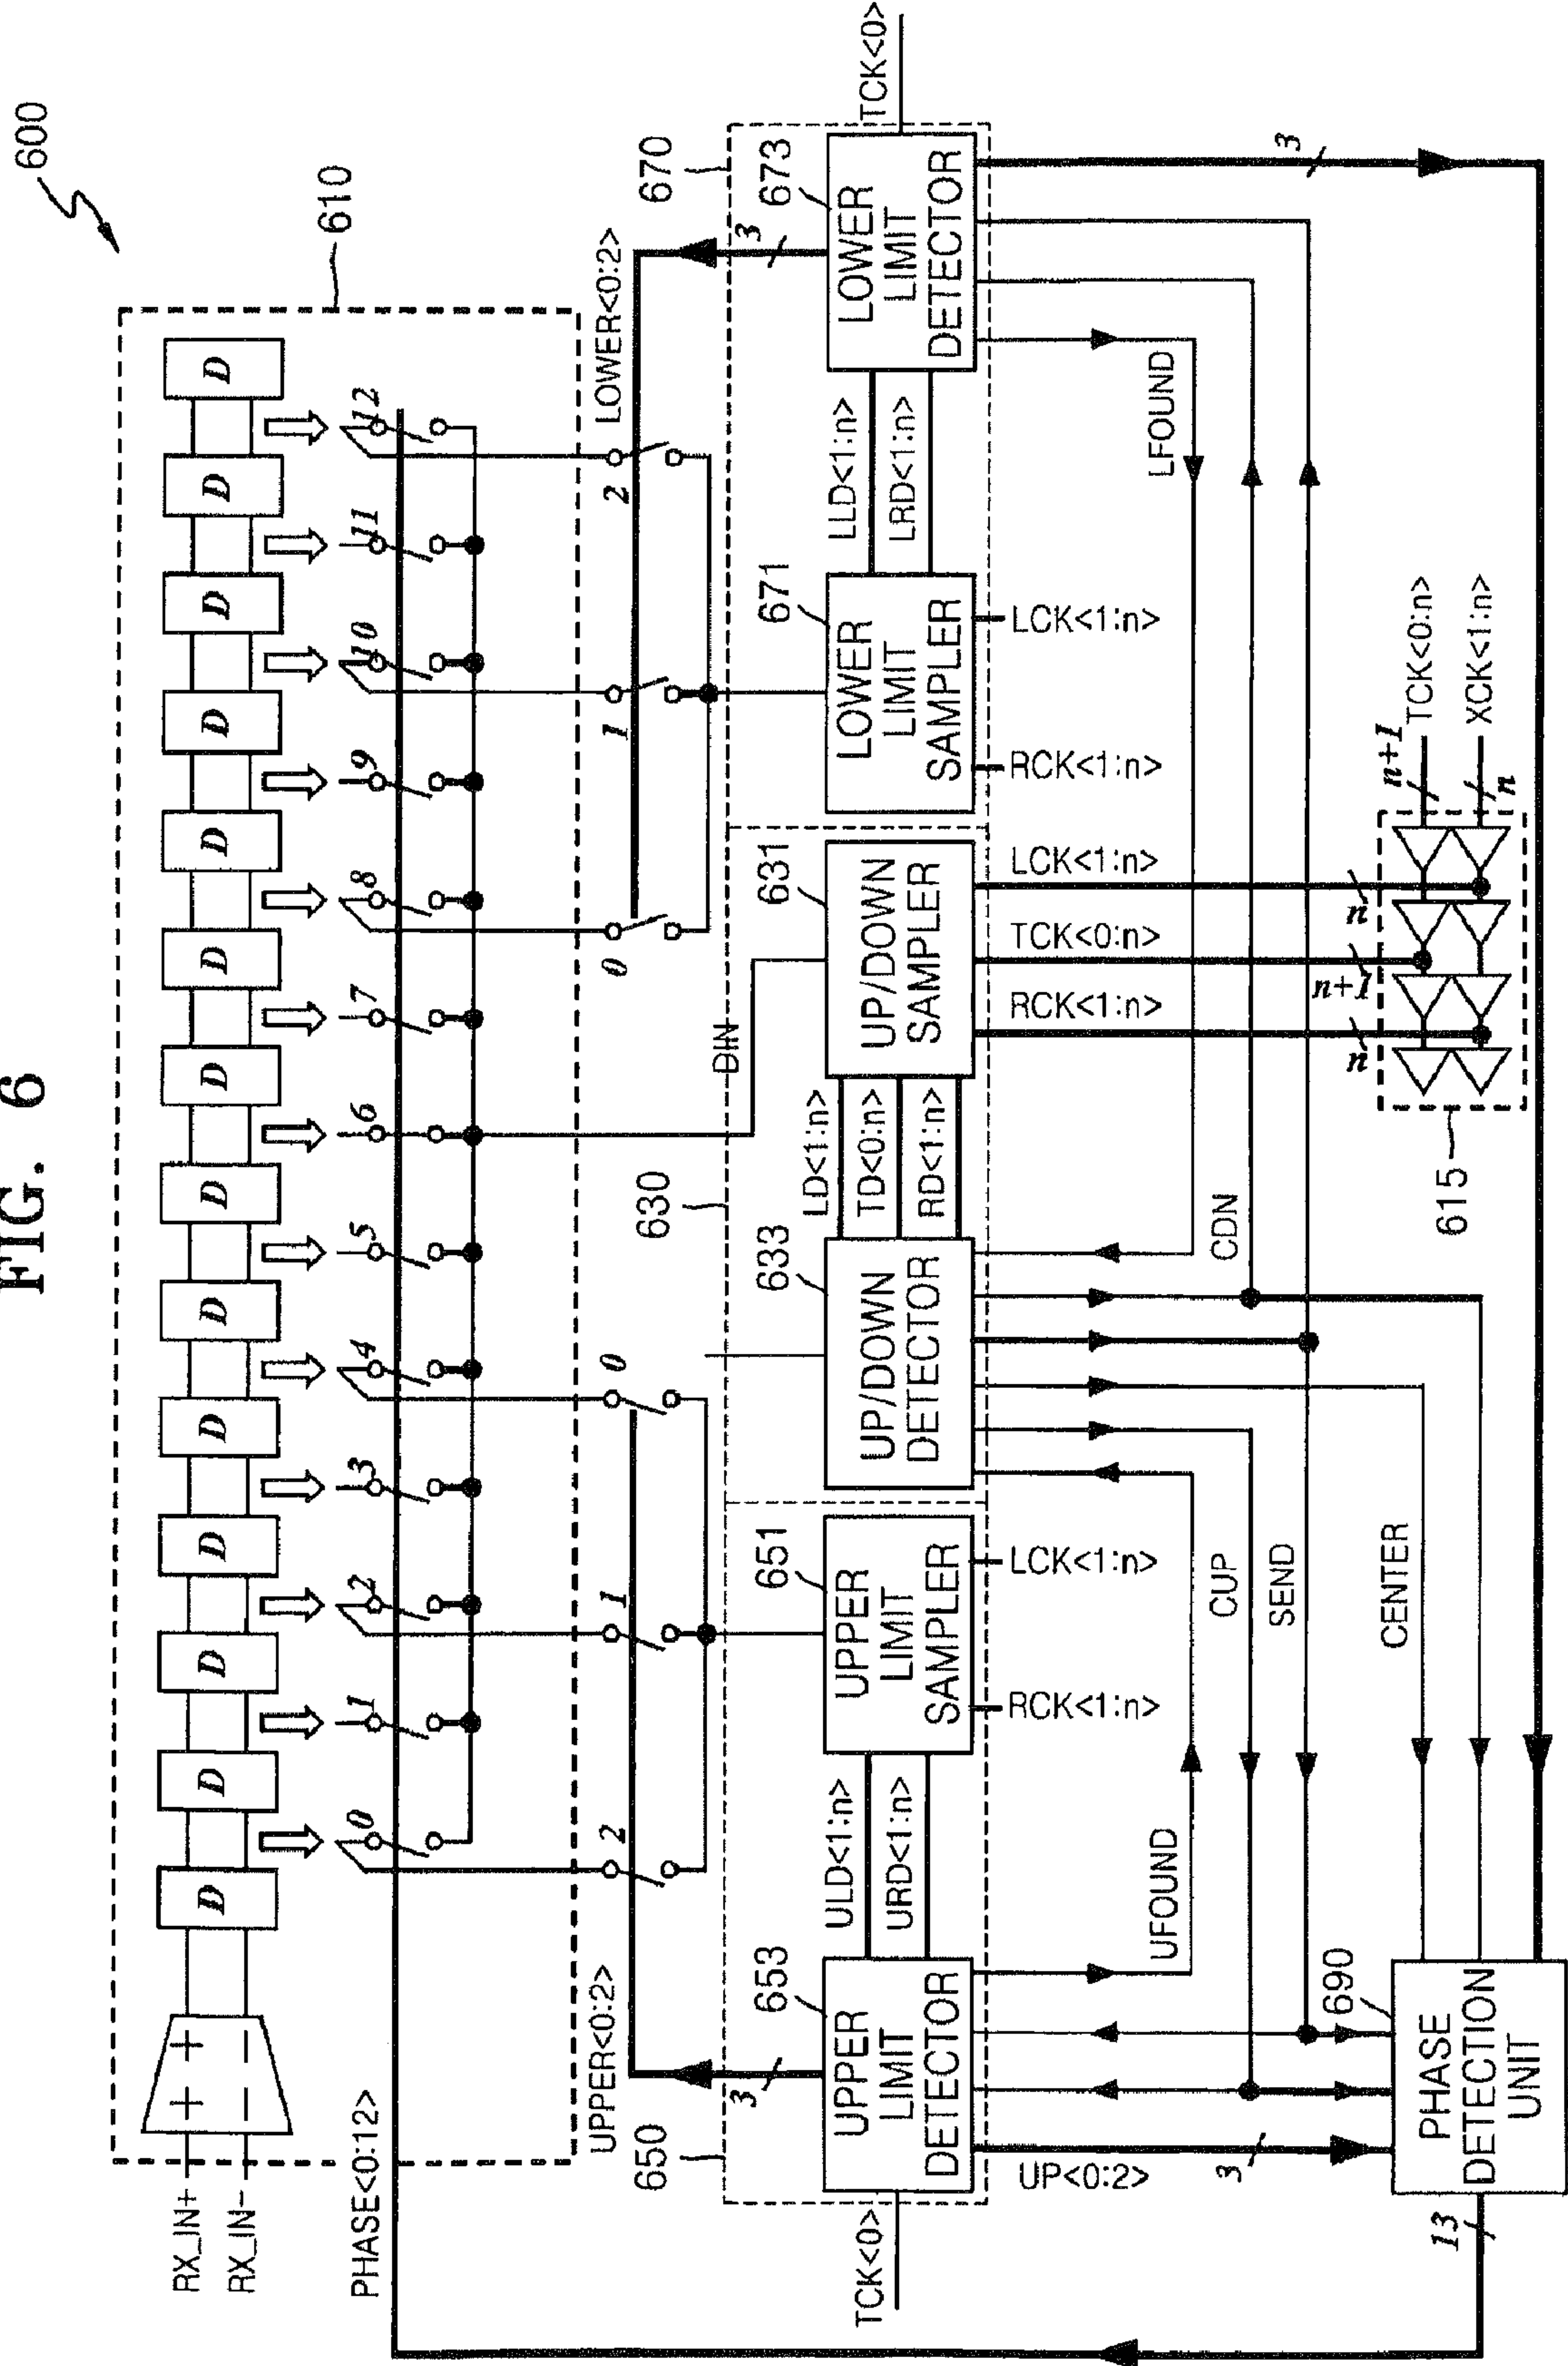 FIG. 6
600
610
RX_IN+
RX_IN-
+ +
- -
D D D D D D D D D D D D D D
0 1 2 3 4 5 6 7 8 9 10 11 12
PHASE<0:12>
UPPER<0:2>
2 1 0
0 1 2
LOWER<0:2>
DIN
650
3
653
UPPER
LIMIT
DETECTOR
TCK<0>
ULD<1:n>
URD<1:n>
651
UPPER
LIMIT
SAMPLER
RCK<1:n>
LCK<1:n>
630
633
UP/DOWN
DETECTOR
LD<1:n>
TD<0:n>
RD<1:n>
631
UP/DOWN
SAMPLER
RCK<1:n>
TCK<0:n>
LCK<1:n>
670
671
LOWER
LIMIT
SAMPLER
RCK<1:n>
LCK<1:n>
LLD<1:n>
LRD<1:n>
3
673
LOWER
LIMIT
DETECTOR
TCK<0>
UP<0:2>
3
UFOUND
CUP
SEND
CENTER
CDN
LFOUND
3
n
n+1
n
615
n+1
TCK<0:n>
n
XCK<1:n>
690
PHASE
DETECTION
UNIT
13